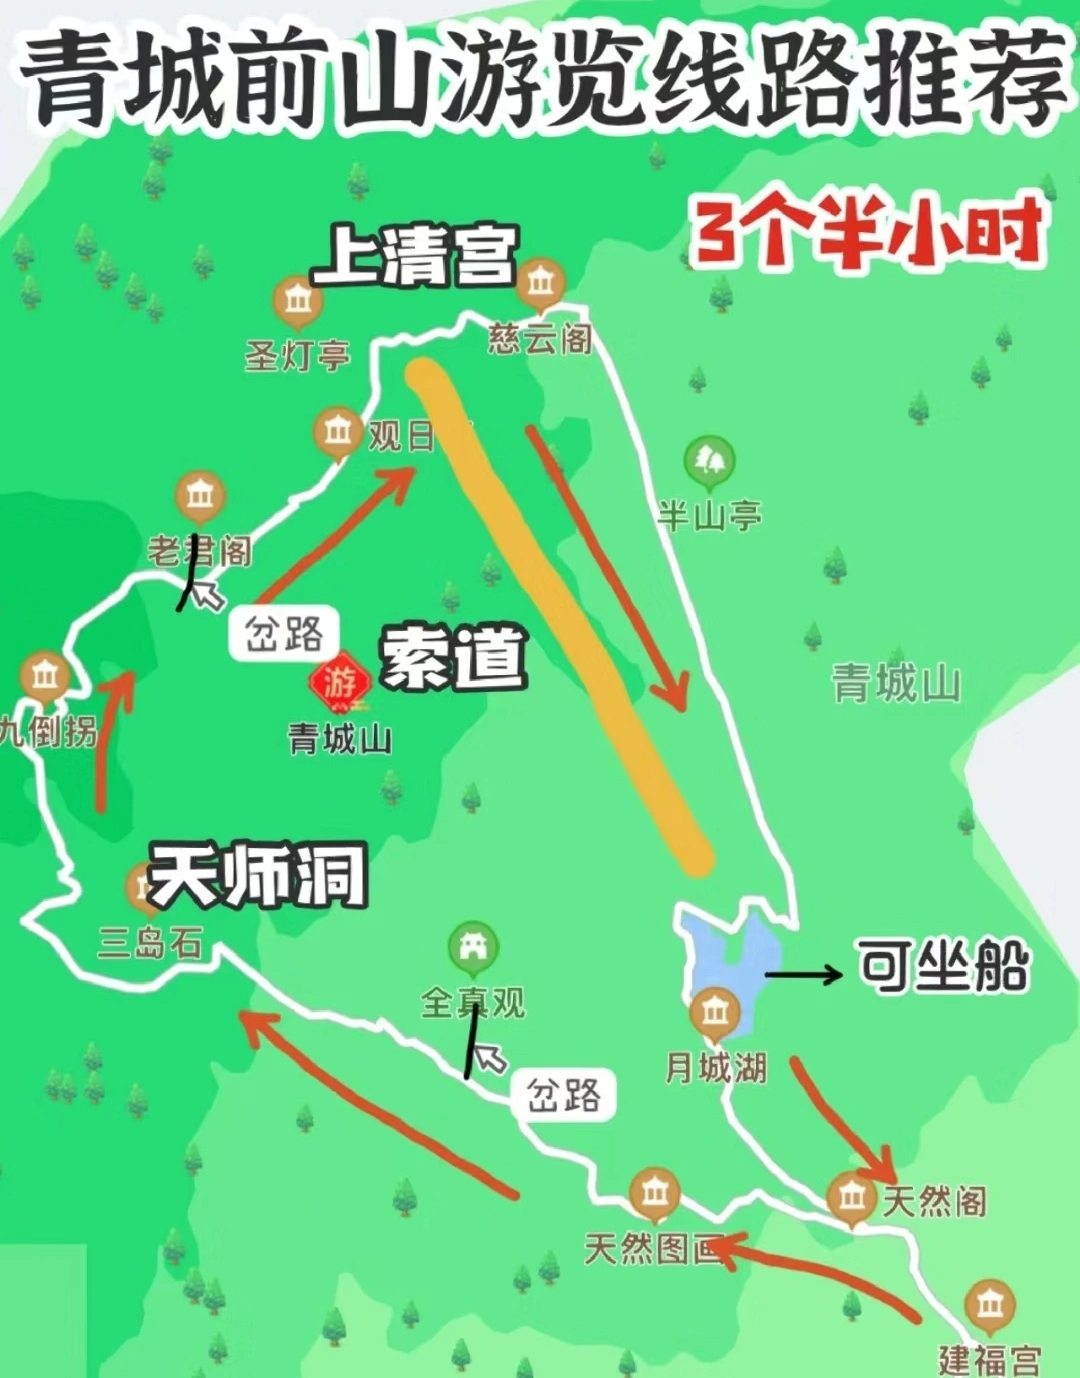 青城前山游览线路推荐
3个半小时
上清宫
圣灯亭
慈云阁
观日
半山亭
老君阁
岔路
索道
游
青城山
青城山
九倒拐
天师洞
三岛石
全真观
可坐船
月城湖
岔路
天然阁
天然图画
建福宫